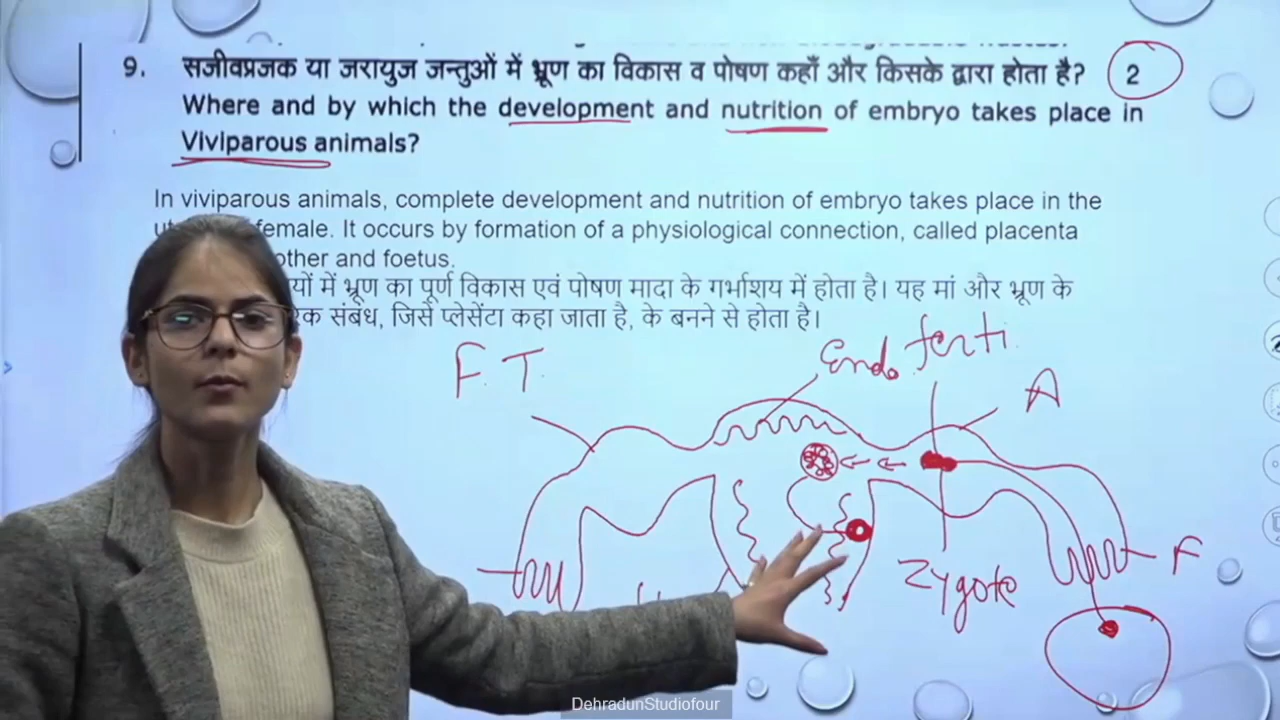 9. सजीवप्रजक या जरायुज जन्तुओं में भ्रूण का विकास व पोषण कहाँ और किसके द्वारा होता है? 2
Where and by which the development and nutrition of embryo takes place in
Viviparous animals?
In viviparous animals, complete development and nutrition of embryo takes place in the
female. It occurs by formation of a physiological connection, called placenta
other and foetus.
यों में भ्रूण का पूर्ण विकास एवं पोषण मादा के गर्भाशय में होता है। यह मां और भ्रूण के
संबंध, जिसे प्लेसेंटा कहा जाता है, के बनने से होता है।
F.T.
Endo
ferti.
A
F
Zygote
DehradunStudiofour